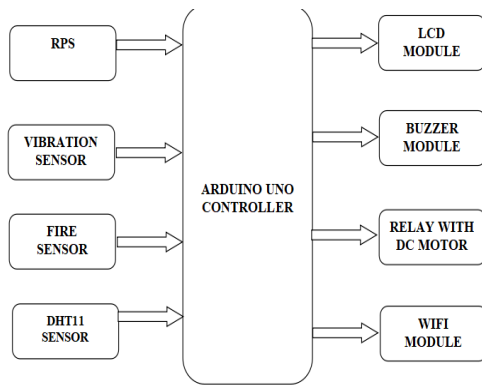 RPS
VIBRATION
SENSOR
FIRE
SENSOR
DHT11
SENSOR
ARDUINO UNO
CONTROLLER
LCD
MODULE
BUZZER
MODULE
RELAY WITH
DC MOTOR
WIFI
MODULE